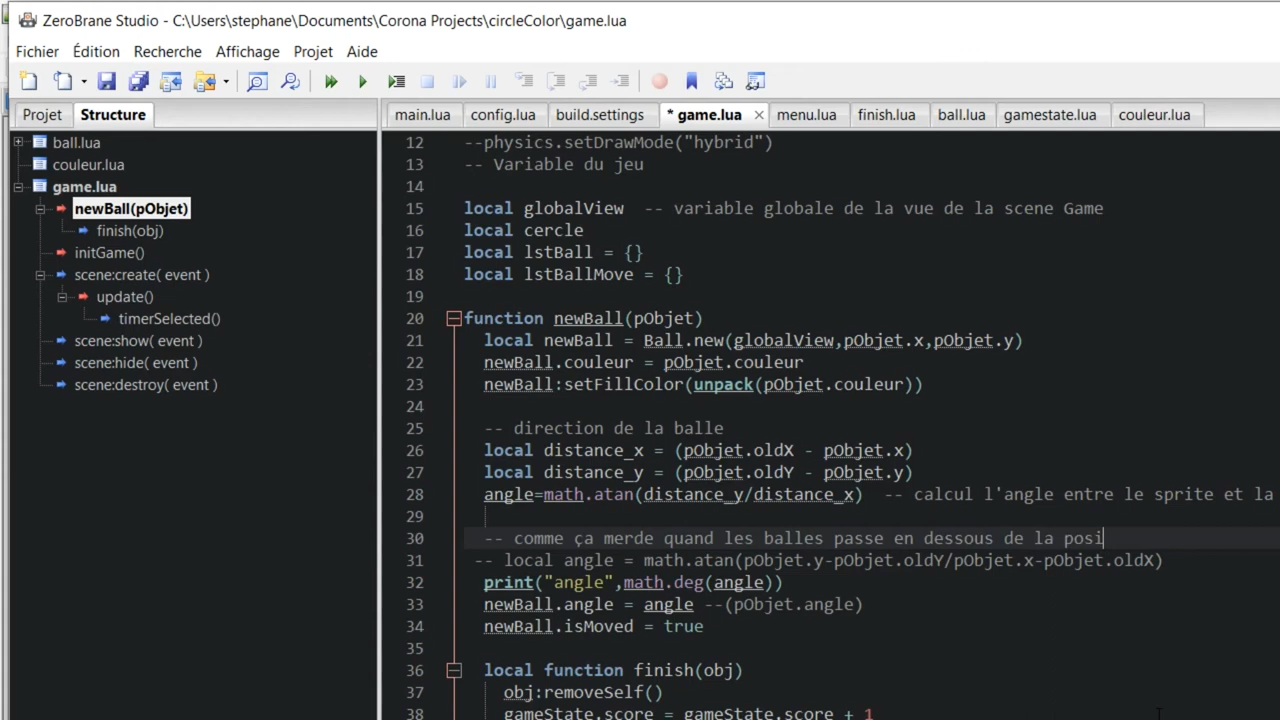 ZeroBrane Studio - C:\Users\stephane\Documents\Corona Projects\circleColor\game.lua
Fichier Édition Recherche Affichage Projet Aide
Projet Structure
ball.lua
couleur.lua
game.lua
newBall(pObjet)
finish(obj)
initGame()
scene:create( event )
update()
timerSelected()
scene:show( event )
scene:hide( event )
scene:destroy( event )
main.lua config.lua build.settings * game.lua menu.lua finish.lua ball.lua gamestate.lua couleur.lua
12 --physics.setDrawMode("hybrid")
13 -- Variable du jeu
14
15 local globalView -- variable globale de la vue de la scene Game
16 local cercle
17 local lstBall = {}
18 local lstBallMove = {}
19
20 function newBall(pObjet)
21 local newBall = Ball.new(globalView,pObjet.x,pObjet.y)
22 newBall.couleur = pObjet.couleur
23 newBall:setFillColor(unpack(pObjet.couleur))
24
25 -- direction de la balle
26 local distance_x = (pObjet.oldX - pObjet.x)
27 local distance_y = (pObjet.oldY - pObjet.y)
28 angle=math.atan(distance_y/distance_x) -- calcul l'angle entre le sprite et la
29
30 -- comme ça merde quand les balles passe en dessous de la posi
31 -- local angle = math.atan(pObjet.y-pObjet.oldY/pObjet.x-pObjet.oldX)
32 print("angle",math.deg(angle))
33 newBall.angle = angle --(pObjet.angle)
34 newBall.isMoved = true
35
36 local function finish(obj)
37 obj:removeSelf()
38 gameState.score = gameState.score + 1